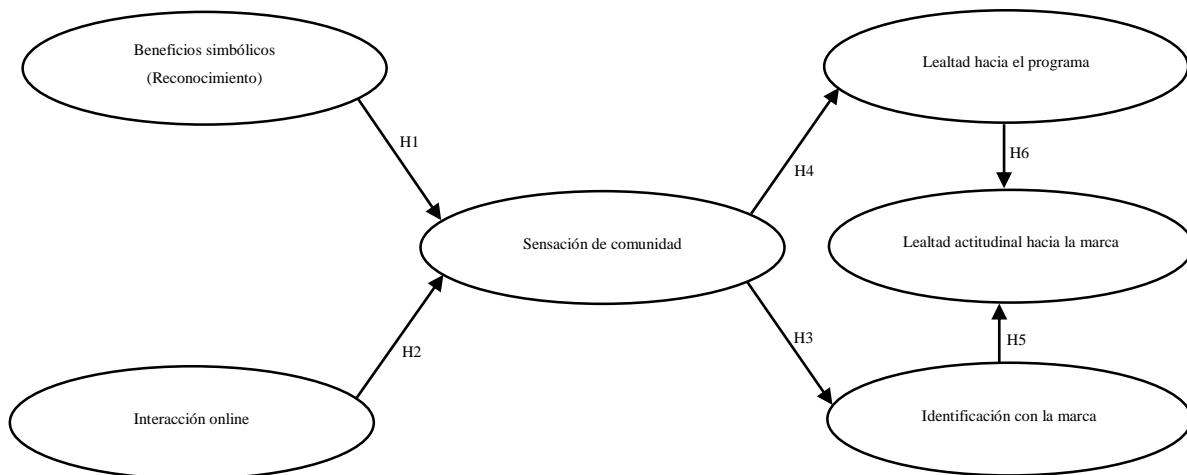 Beneficios simbólicos
(Reconocimiento)
Lealtad hacia el programa
H1
H4
H6
Sensación de comunidad
Lealtad actitudinal hacia la marca
H2
H3
H5
Interacción online
Identificación con la marca